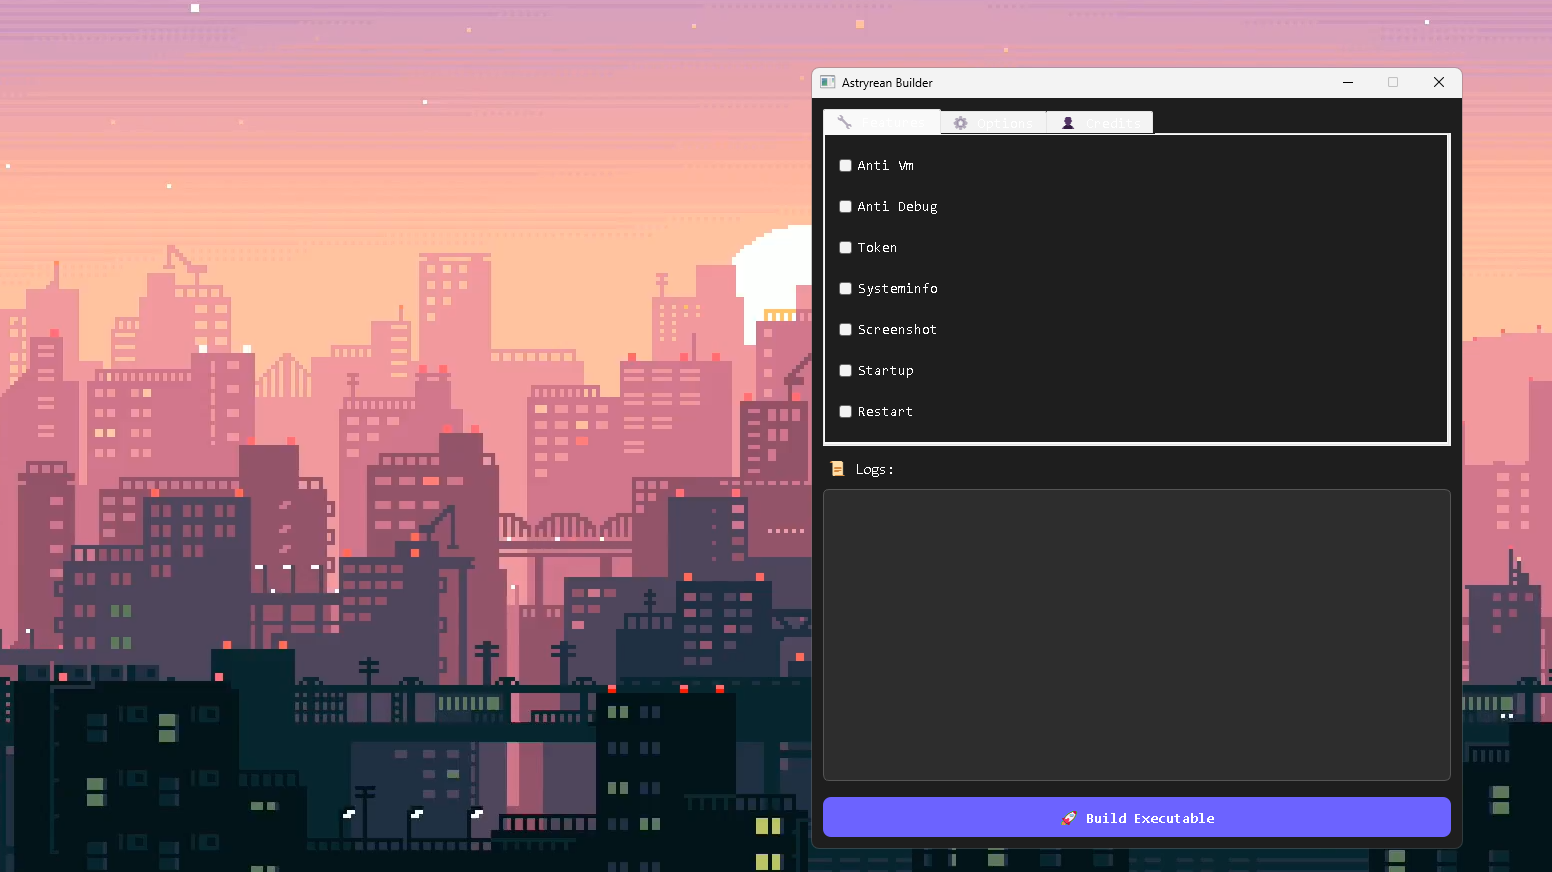 Astryrean Builder
Features Options Credits
Anti Vm
Anti Debug
Token
Systeminfo
Screenshot
Startup
Restart
Logs:
Build Executable